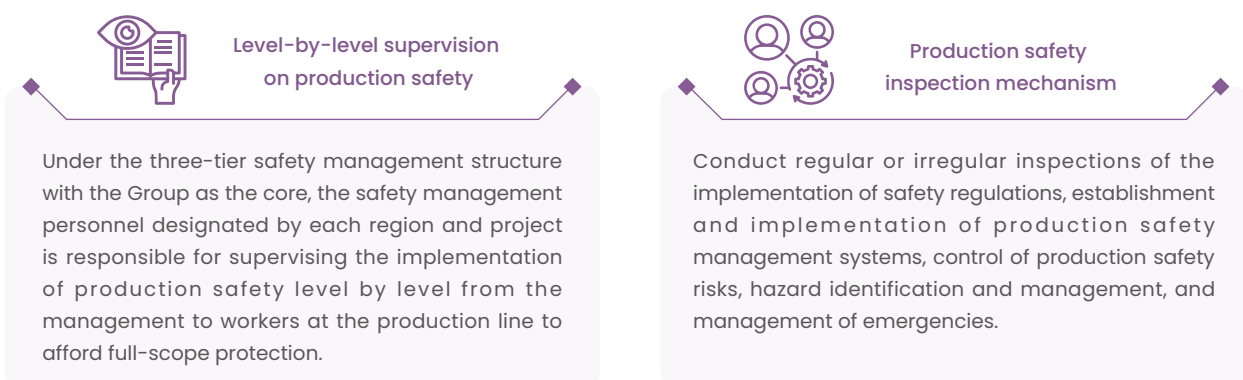 Level-by-level supervision
on production safety
Under the three-tier safety management structure
with the Group as the core, the safety management
personnel designated by each region and project
is responsible for supervising the implementation
of production safety level by level from the
management to workers at the production line to
afford full-scope protection.
Production safety
inspection mechanism
Conduct regular or irregular inspections of the
implementation of safety regulations, establishment
and implementation of production safety
management systems, control of production safety
risks, hazard identification and management, and
management of emergencies.